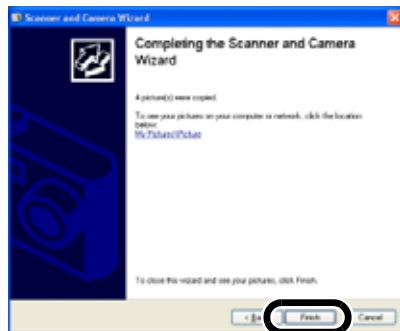 Scanner and Camera Wizard
Completing the Scanner and Camera
Wizard
4 picture(s) were copied.
To see your pictures on your computer or network, click the location
below:
My Pictures\Picture
To close this wizard and see your pictures, click Finish.
Finish
Cancel